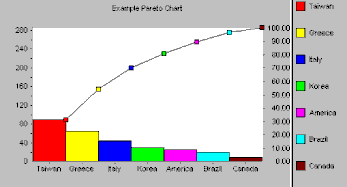 Example Pareto Chart
280
240
200
160
120
80
40
0
100.00
90.00
80.00
70.00
60.00
50.00
40.00
30.00
20.00
10.00
0.00
Taiwan Greece Italy Korea America Brazil Canada
Taiwan
Greece
Italy
Korea
America
Brazil
Canada